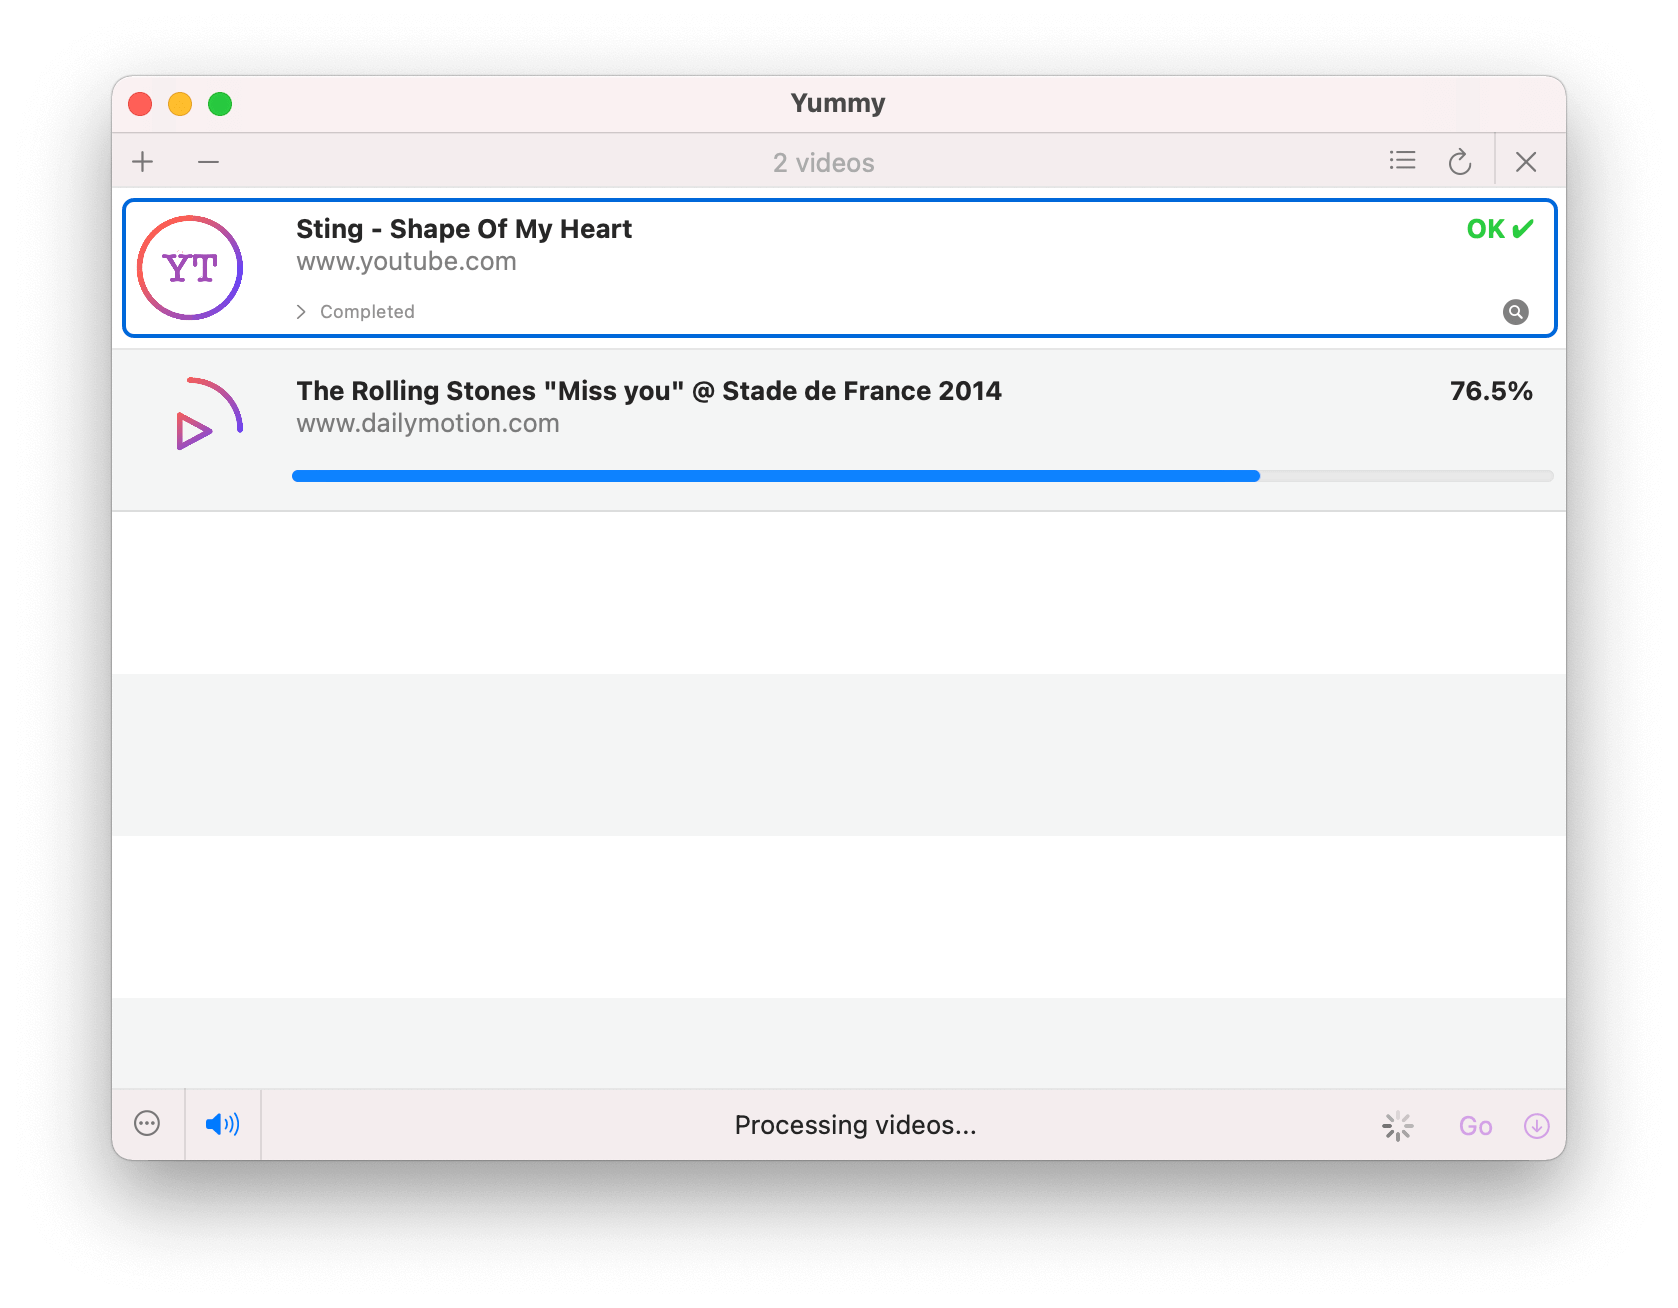 Yummy
2 videos
YT
Sting - Shape Of My Heart
OK ✔
www.youtube.com
Completed
The Rolling Stones "Miss you" @ Stade de France 2014
76.5%
www.dailymotion.com
Processing videos...
Go